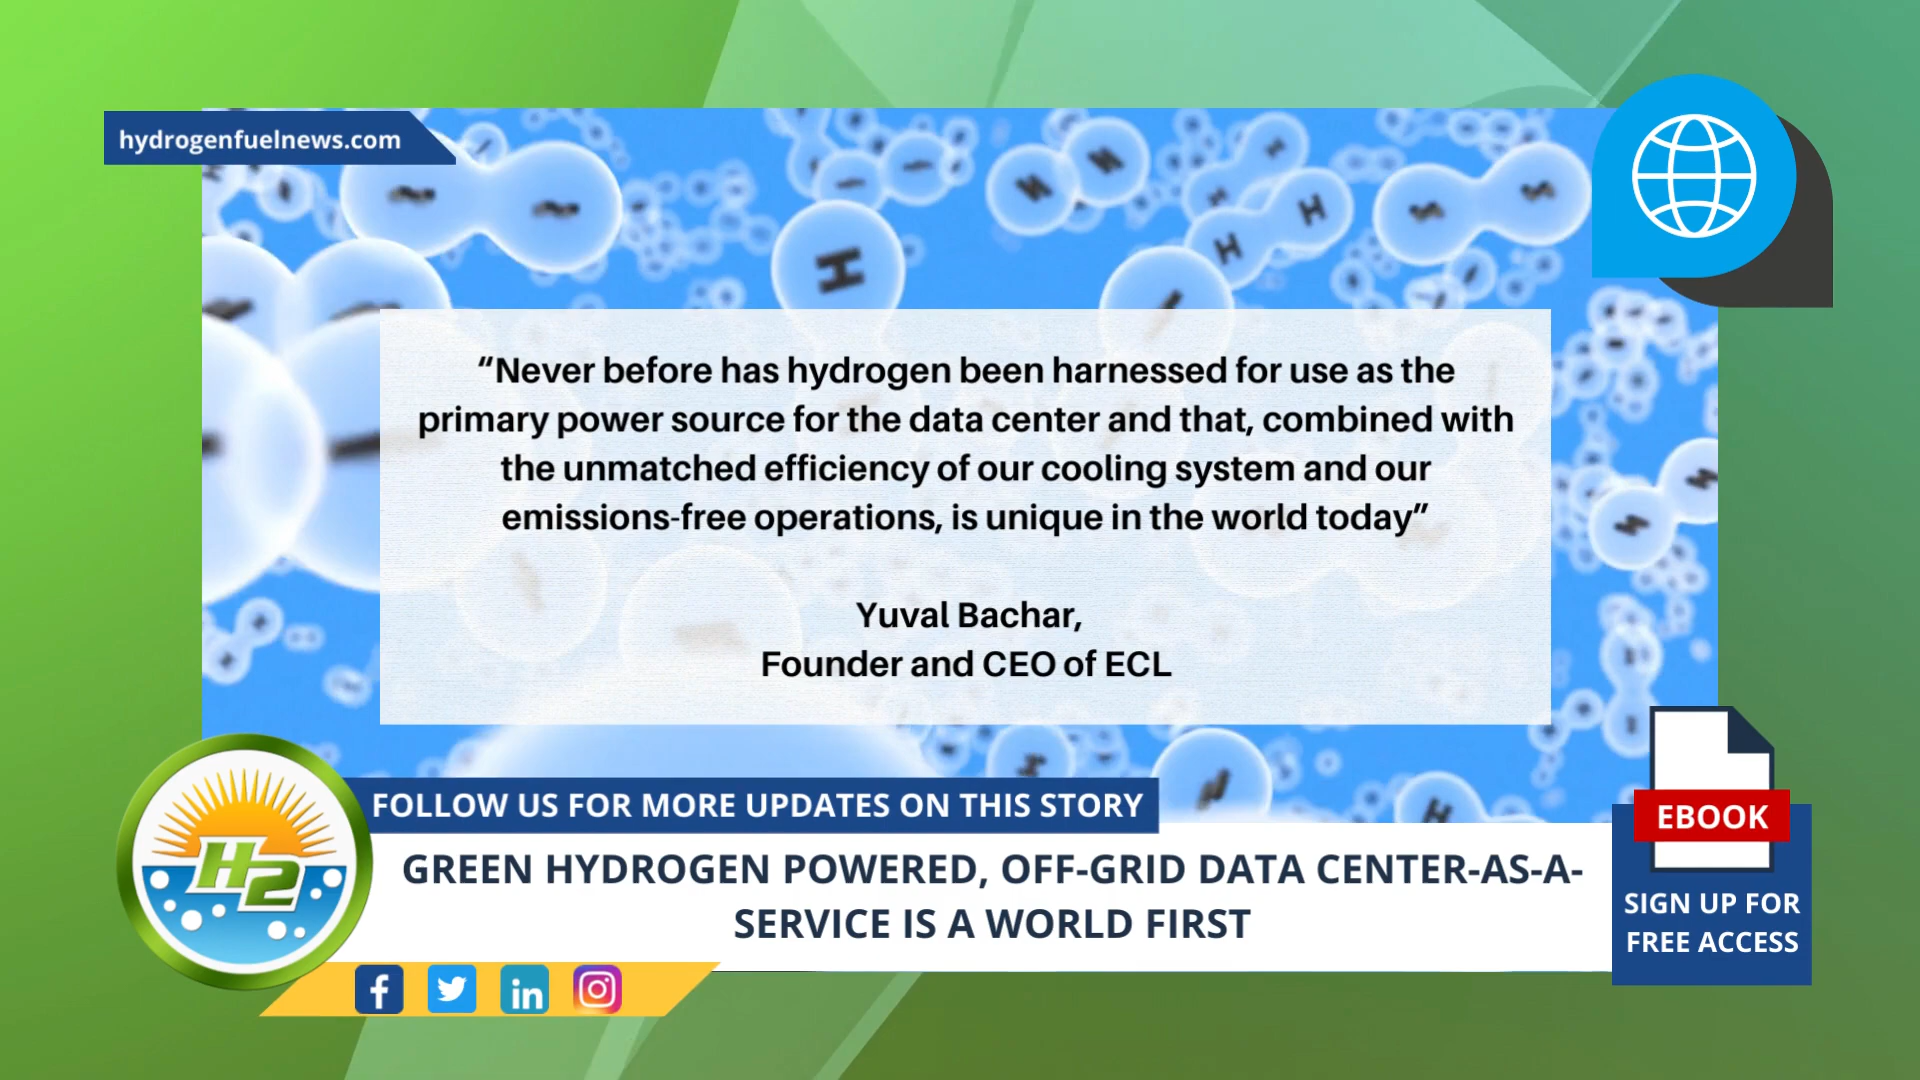 hydrogenfuelnews.com
“Never before has hydrogen been harnessed for use as the
primary power source for the data center and that, combined with
the unmatched efficiency of our cooling system and our
emissions-free operations, is unique in the world today”
Yuval Bachar,
Founder and CEO of ECL
FOLLOW US FOR MORE UPDATES ON THIS STORY
GREEN HYDROGEN POWERED, OFF-GRID DATA CENTER-AS-A-
SERVICE IS A WORLD FIRST
H2
EBOOK
SIGN UP FOR
FREE ACCESS